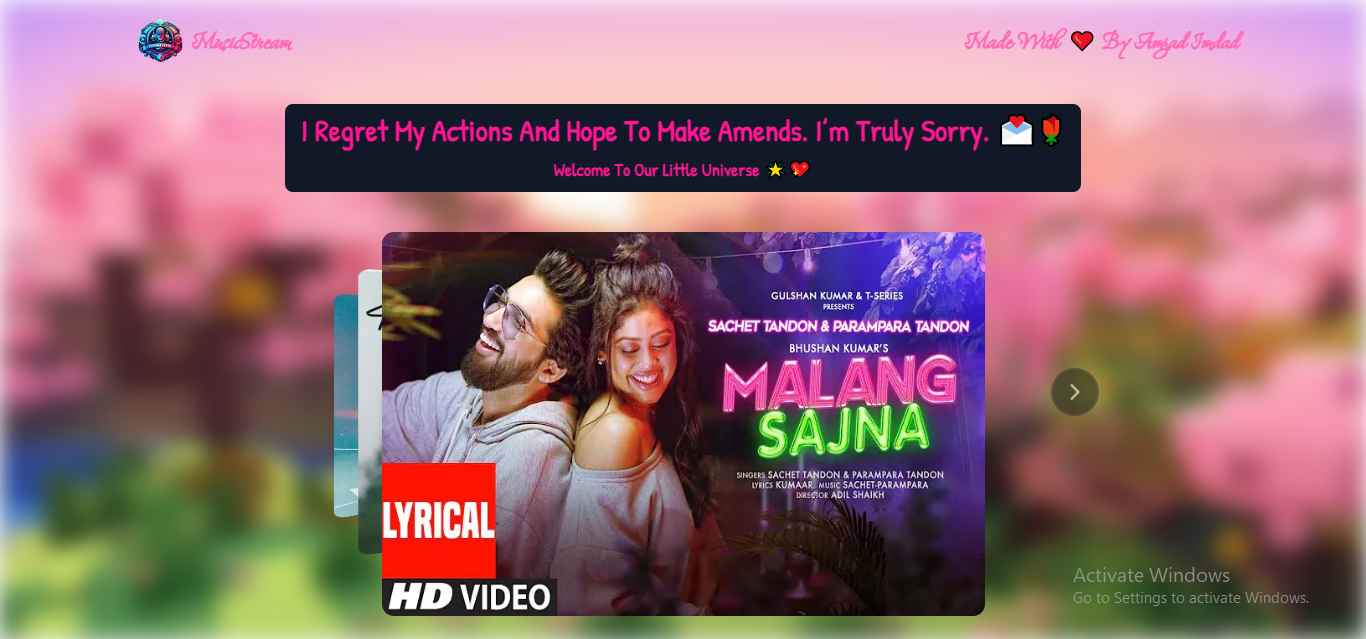 MusicStream
Made With ❤️ By Amjad Imdad
I Regret My Actions And Hope To Make Amends. I'm Truly Sorry. 💌🌹
Welcome To Our Little Universe 🌟💖
GULSHAN KUMAR & T-SERIES
PRESENTS
SACHET TANDON & PARAMPARA TANDON
BHUSHAN KUMAR'S
MALANG
SAJNA
SINGERS SACHET TANDON & PARAMPARA TANDON
LYRICS KUMAAR MUSIC SACHET-PARAMPARA
DIRECTOR ADIL SHAIKH
LYRICAL
HD VIDEO
Activate Windows
Go to Settings to activate Windows.